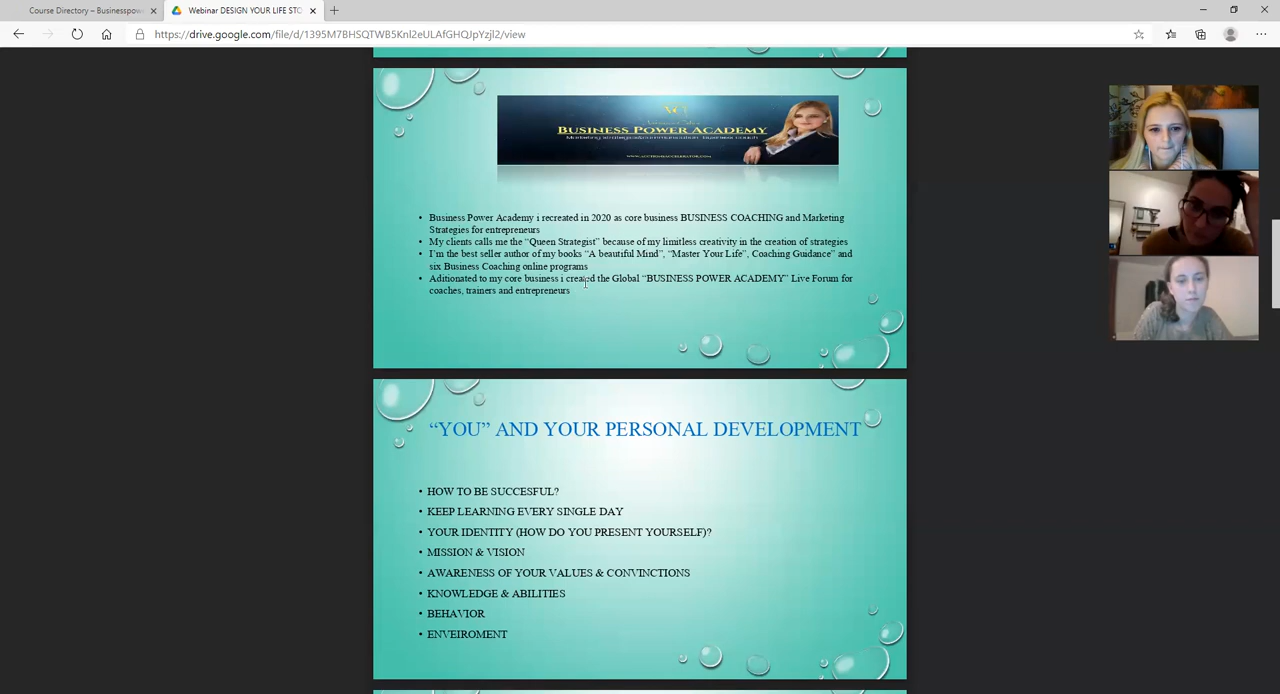 Course Directory – Businesspow
Webinar DESIGN YOUR LIFE STO
https://drive.google.com/file/d/1395M7BHSQTWB5KnI2eULAfGHQJpYzjl2/view
BUSINESS POWER ACADEMY
• Business Power Academy i recreated in 2020 as core business BUSINESS COACHING and Marketing
Strategies for entrepreneurs
• My clients calls me the “Queen Strategist” because of my limitless creativity in the creation of strategies
• I’m the best seller author of my books “A beautiful Mind”, “Master Your Life”, Coaching Guidance” and
six Business Coaching online programs
• Aditionated to my core business i created the Global “BUSINESS POWER ACADEMY” Live Forum for
coaches, trainers and entrepreneurs
“YOU” AND YOUR PERSONAL DEVELOPMENT
• HOW TO BE SUCCESFUL?
• KEEP LEARNING EVERY SINGLE DAY
• YOUR IDENTITY (HOW DO YOU PRESENT YOURSELF)?
• MISSION & VISION
• AWARENESS OF YOUR VALUES & CONVINCTIONS
• KNOWLEDGE & ABILITIES
• BEHAVIOR
• ENVEIROMENT